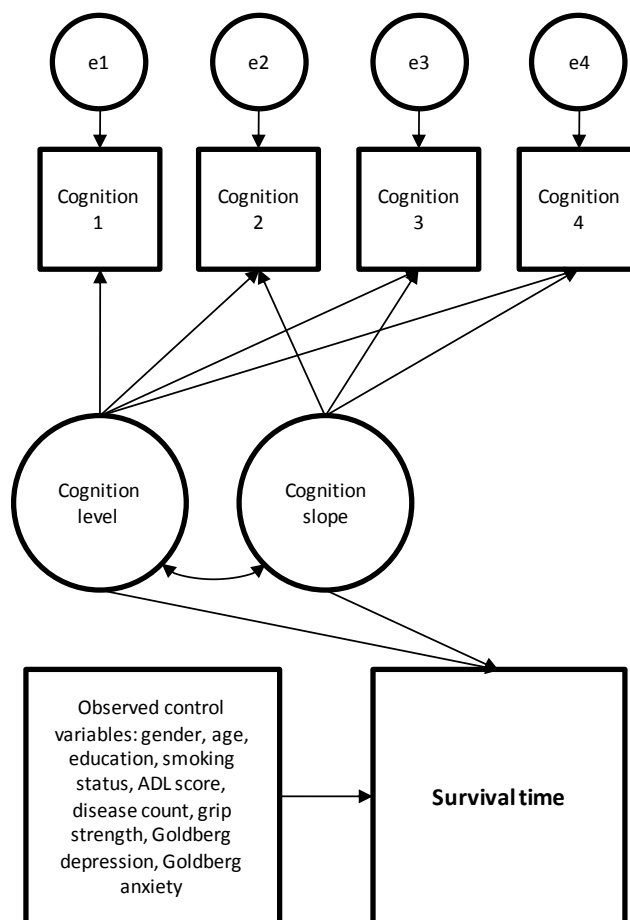 e1
e2
e3
e4
Cognition
1
Cognition
2
Cognition
3
Cognition
4
Cognition
level
Cognition
slope
Observed control
variables: gender, age,
education, smoking
status, ADL score,
disease count, grip
strength, Goldberg
depression, Goldberg
anxiety
Survival time